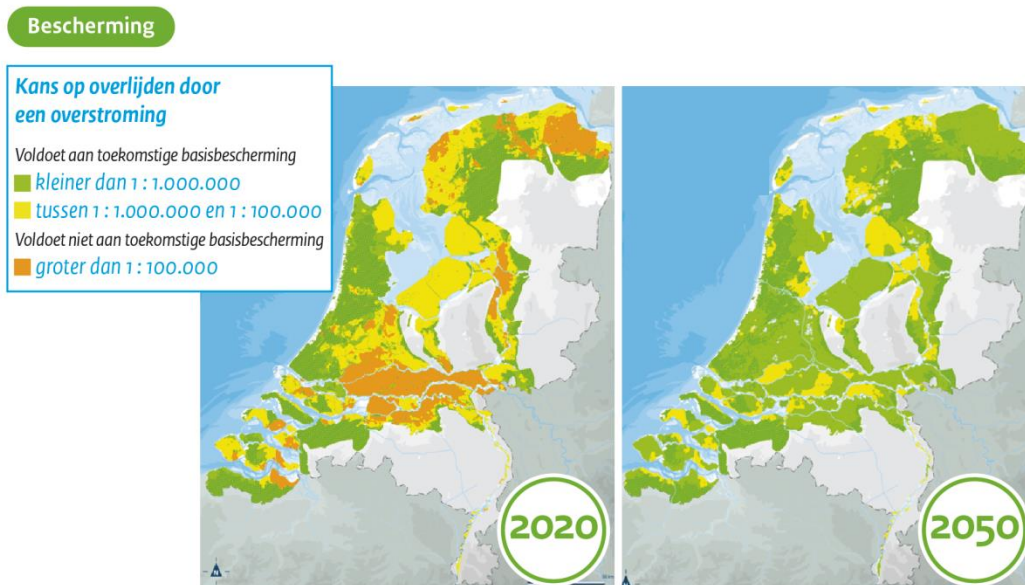 Bescherming
Kans op overlijden door
een overstroming
Voldoet aan toekomstige basisbescherming
kleiner dan 1 : 1.000.000
tussen 1 : 1.000.000 en 1 : 100.000
Voldoet niet aan toekomstige basisbescherming
groter dan 1 : 100.000
2020
2050
N
N